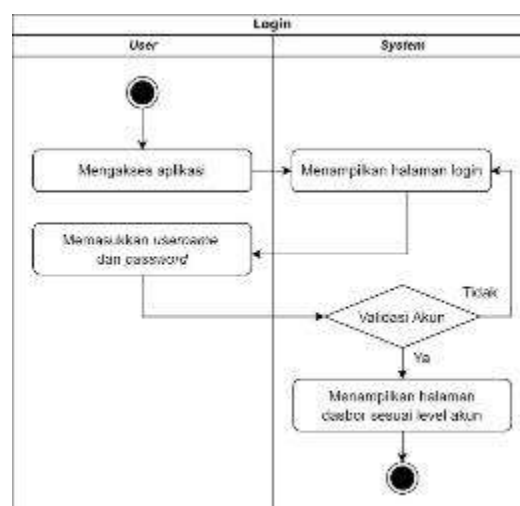 Login
User
System
Mengakses aplikasi
Menampilkan halaman login
Memasukkan username
dan password
Tidak
Validasi Akun
Ya
Menampilkan halaman
dasbor sesuai level akun